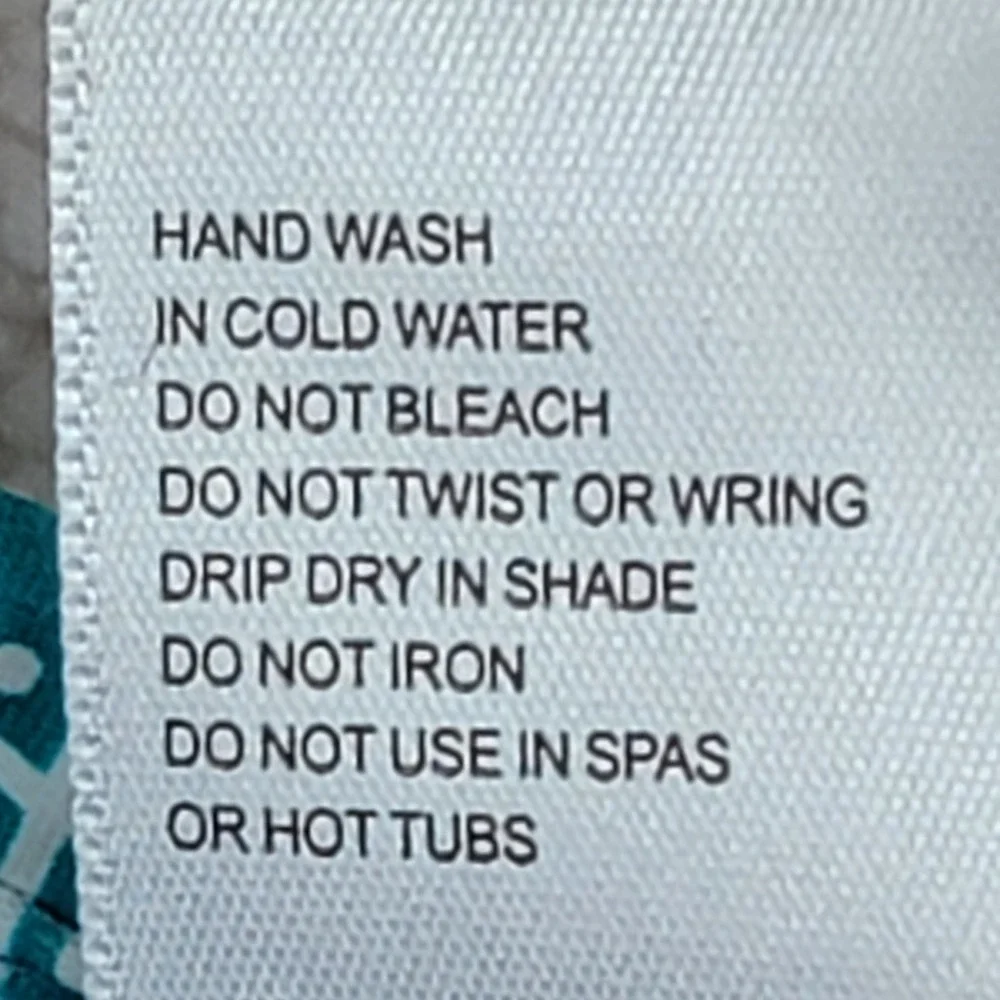 HAND WASH
IN COLD WATER
DO NOT BLEACH
DO NOT TWIST OR WRING
DRIP DRY IN SHADE
DO NOT IRON
DO NOT USE IN SPAS
OR HOT TUBS